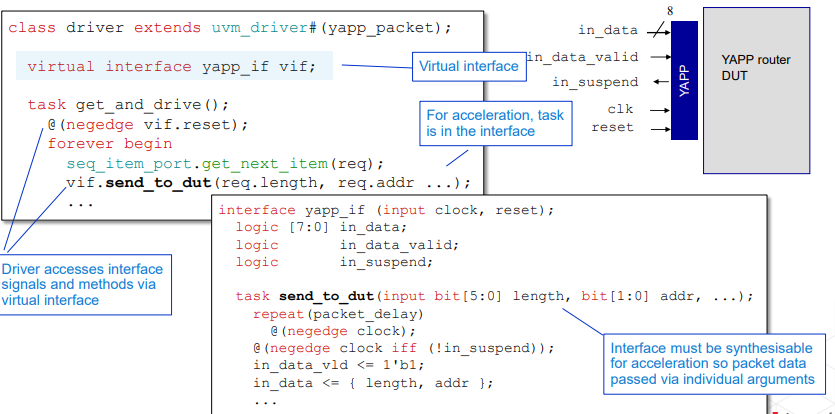 class driver extends uvm_driver#(yapp_packet);
virtual interface yapp_if vif;
Virtual interface
task get_and_drive();
@(negedge vif.reset);
forever begin
seq_item_port.get_next_item(req);
vif.send_to_dut(req.length, req.addr ...);
...
For acceleration, task
is in the interface
8
in_data
in_data_valid
in_suspend
clk
reset
YAPP
YAPP router
DUT
Driver accesses interface
signals and methods via
virtual interface
interface yapp_if (input clock, reset);
logic [7:0] in_data;
logic in_data_valid;
logic in_suspend;
task send_to_dut(input bit[5:0] length, bit[1:0] addr, ...);
repeat(packet_delay)
@(negedge clock);
@(negedge clock iff (!in_suspend));
in_data_vld <= 1'b1;
in_data <= { length, addr };
...
Interface must be synthesisable
for acceleration so packet data
passed via individual arguments